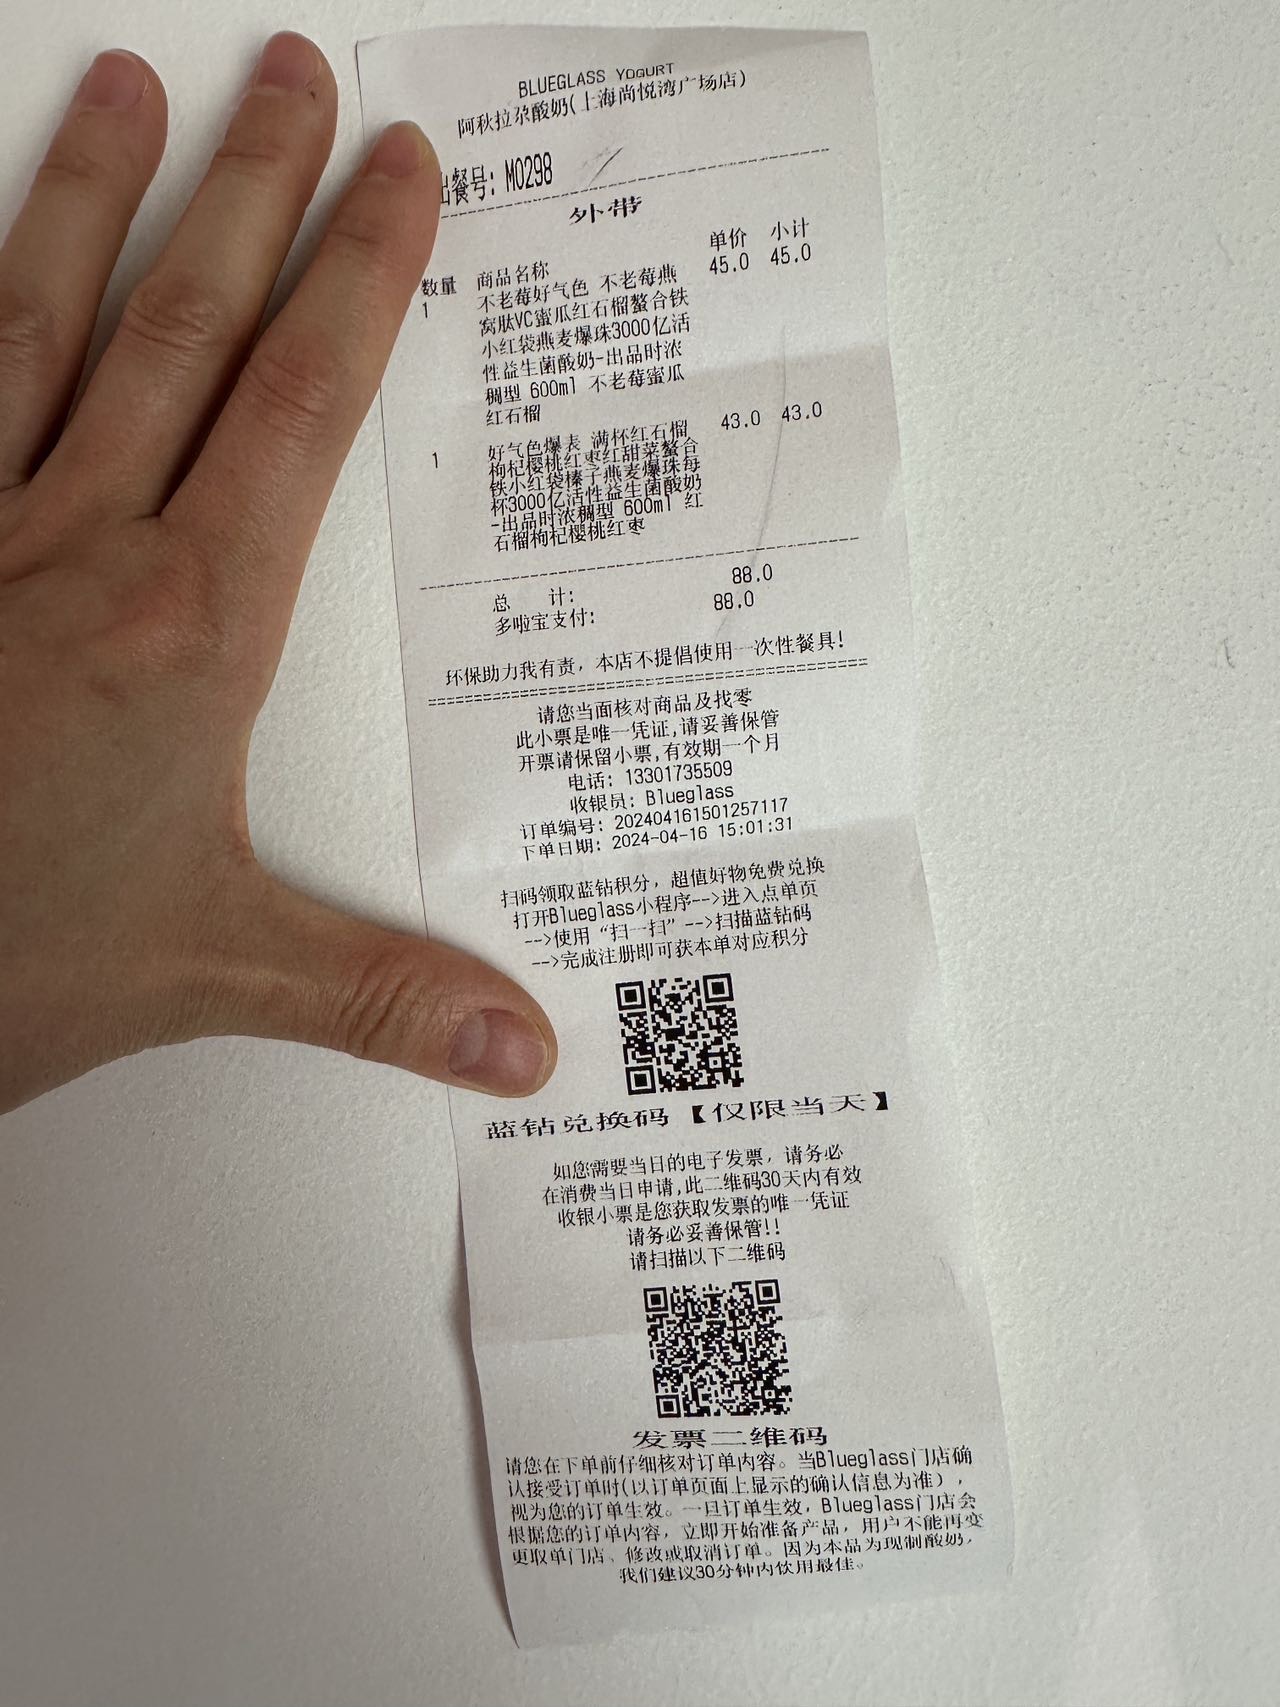 BLUEGLASS YOGURT
阿秋拉尕酸奶(上海尚悦湾广场店)
出餐号: M0298
外带
数量 商品名称 单价 小计
1 不老莓好气色 不老莓燕 45.0 45.0
窝肽VC蜜瓜红石榴螯合铁
小红袋燕麦爆珠3000亿活
性益生菌酸奶-出品时浓
稠型 600ml 不老莓蜜瓜
红石榴
1 好气色爆表 满杯红石榴 43.0 43.0
枸杞樱桃红枣红甜菜螯合
铁小红袋榛子燕麦爆珠每
杯3000亿活性益生菌酸奶
-出品时浓稠型 600ml 红
石榴枸杞樱桃红枣
总 计: 88.0
多啦宝支付: 88.0
环保助力我有责, 本店不提倡使用一次性餐具!
请您当面核对商品及找零
此小票是唯一凭证,请妥善保管
开票请保留小票,有效期一个月
电话: 13301735509
收银员: Blueglass
订单编号: 202404161501257117
下单日期: 2024-04-16 15:01:31
扫码领取蓝钻积分, 超值好物免费兑换
打开Blueglass小程序-->进入点单页
-->使用“扫一扫”-->扫描蓝钻码
-->完成注册即可获本单对应积分
蓝钻兑换码【仅限当天】
如您需要当日的电子发票, 请务必
在消费当日申请,此二维码30天内有效
收银小票是您获取发票的唯一凭证
请务必妥善保管!!
请扫描以下二维码
发票二维码
请您在下单前仔细核对订单内容。当Blueglass门店确
认接受订单时(以订单页面上显示的确认信息为准),
视为您的订单生效。一旦订单生效, Blueglass门店会
根据您的订单内容, 立即开始准备产品, 用户不能再变
更取单门店、修改或取消订单。因为本品为现制酸奶,
我们建议30分钟内饮用最佳。